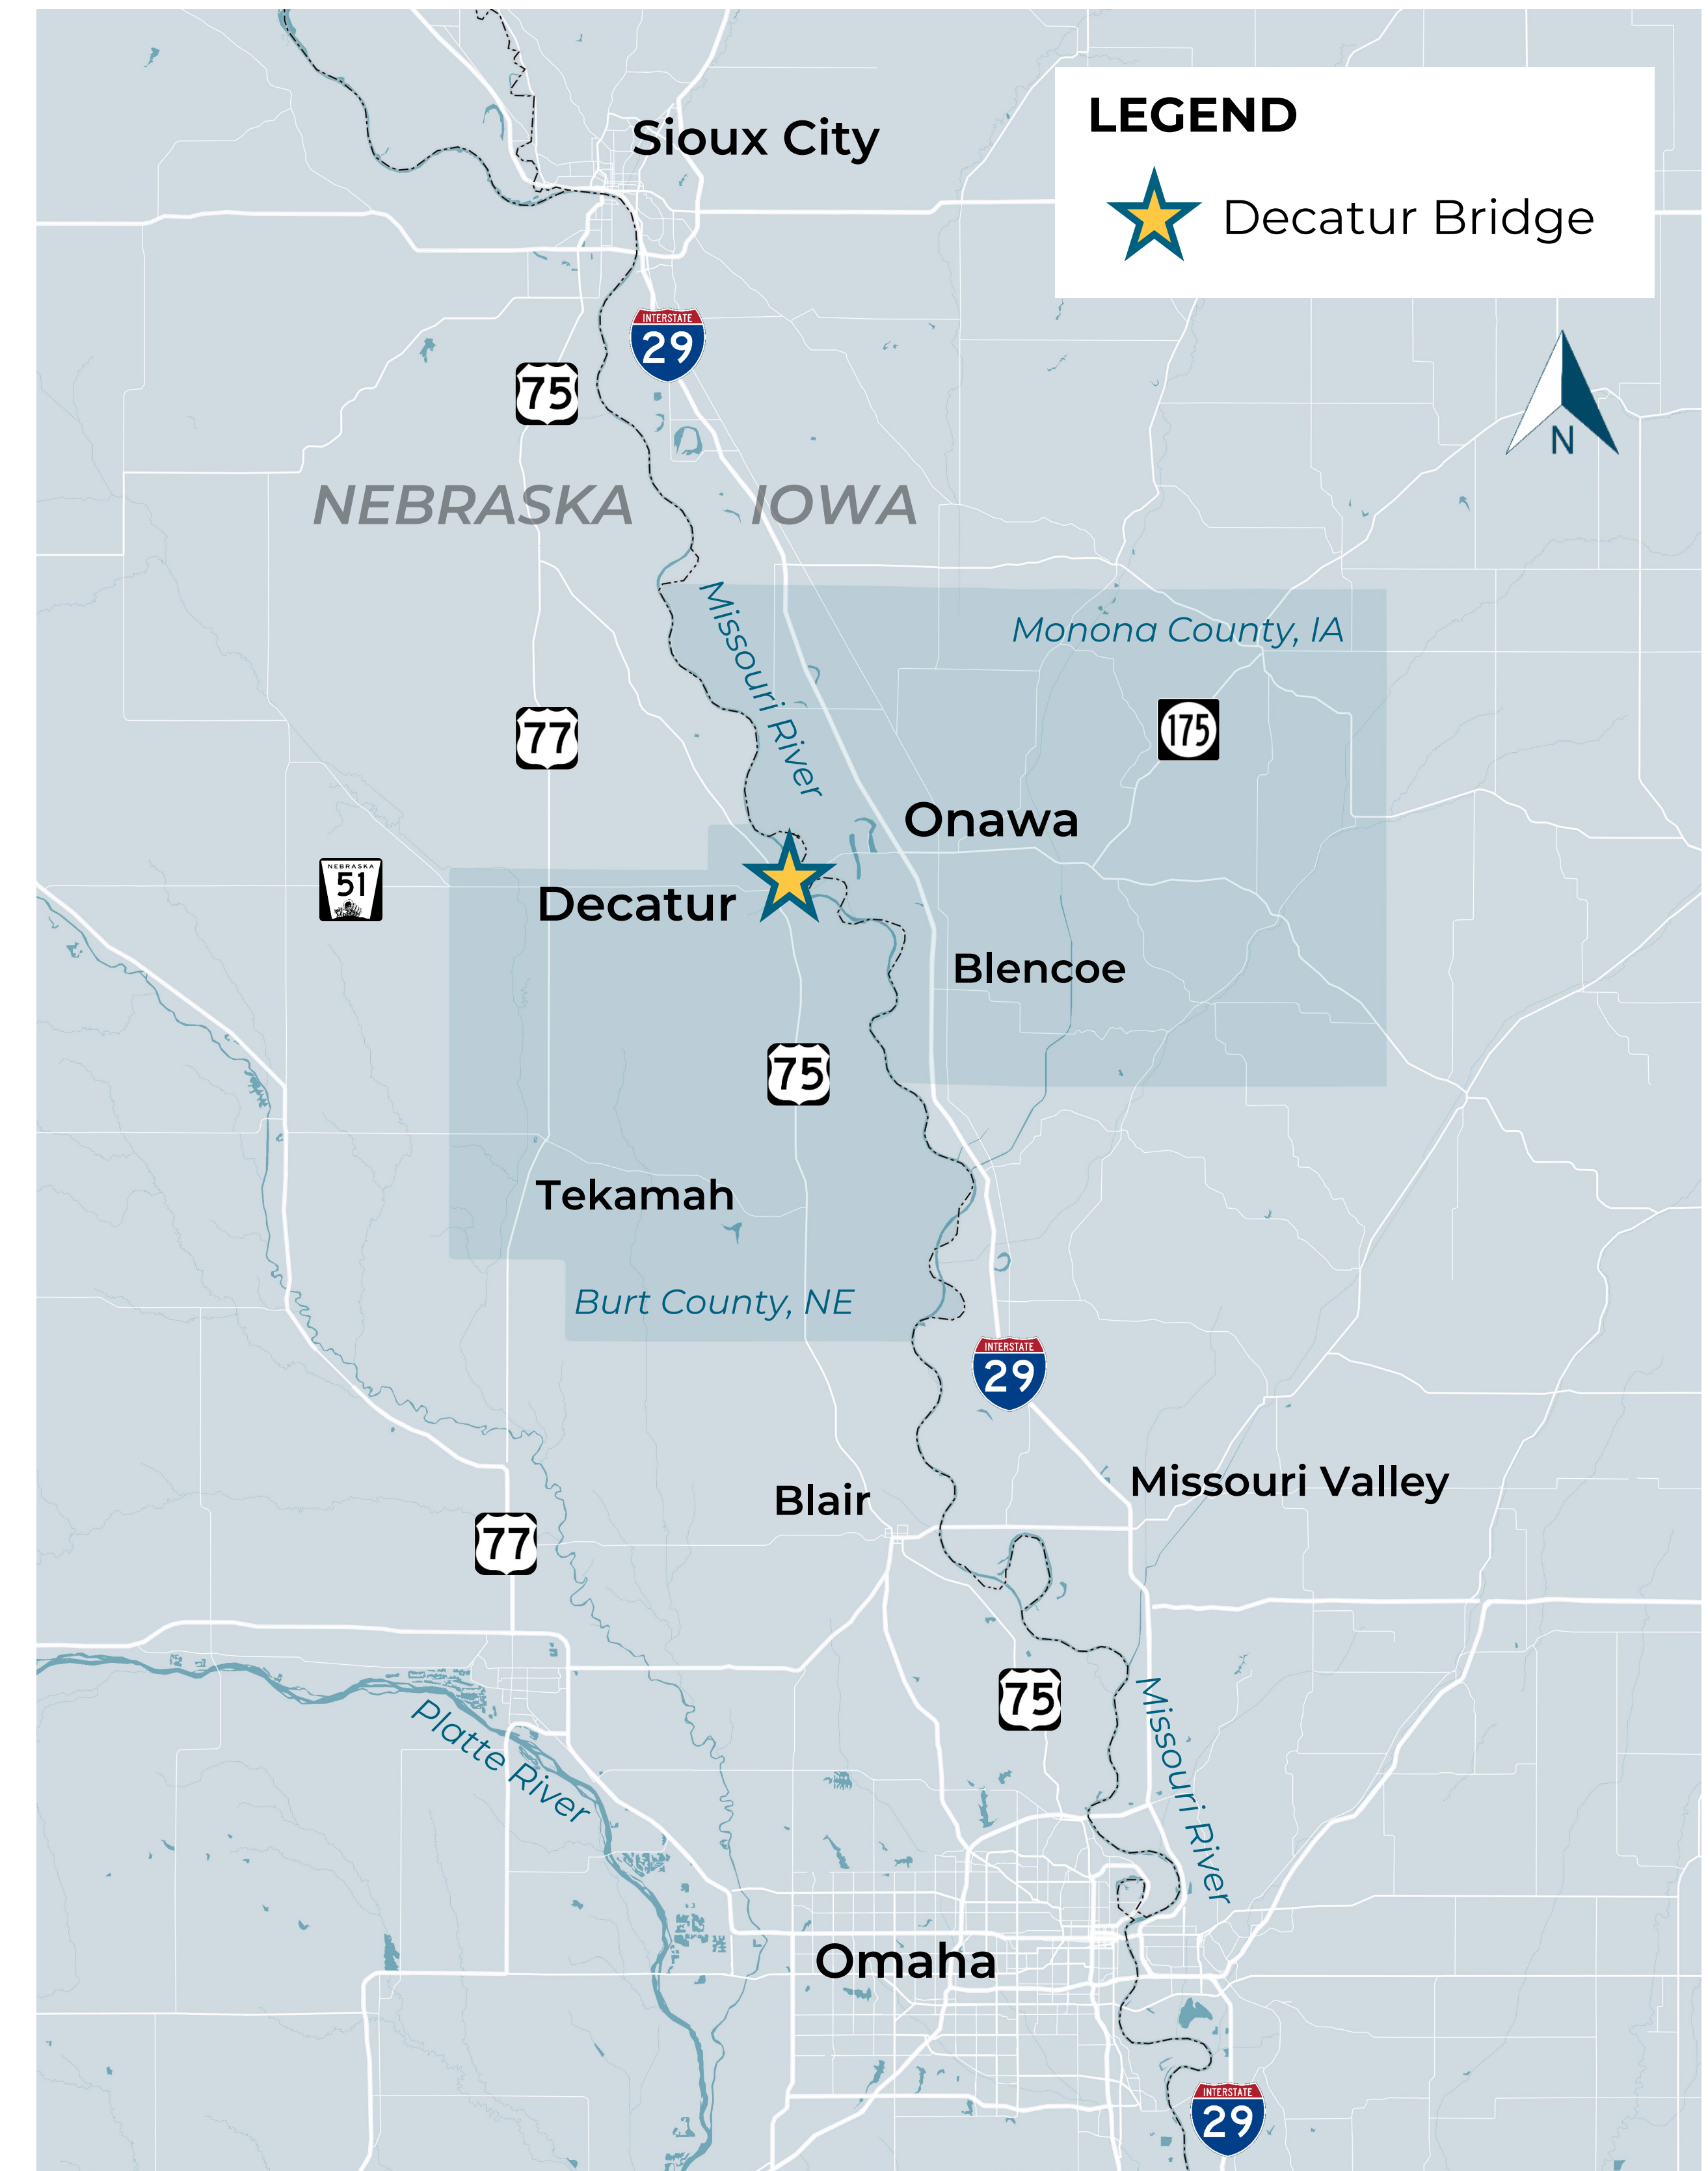 Sioux City
LEGEND
Decatur Bridge
INTERSTATE
29
75
N
NEBRASKA
IOWA
Missouri River
Monona County, IA
175
77
Onawa
NEBRASKA
51
Decatur
Blencoe
75
Tekamah
Burt County, NE
INTERSTATE
29
Missouri Valley
Blair
77
75
Missouri River
Platte River
Omaha
INTERSTATE
29